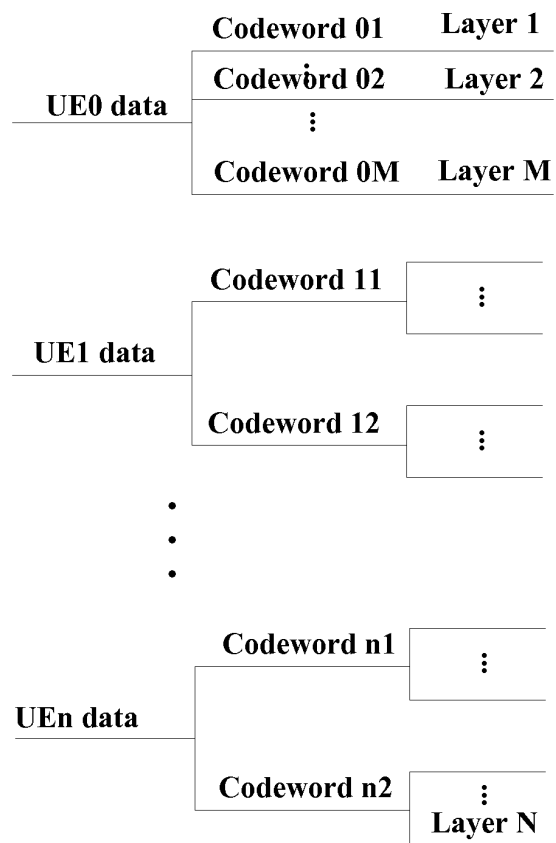 Codeword 01 Layer 1
Codeword 02 Layer 2
UE0 data
Codeword 0M Layer M
Codeword 11
UE1 data
Codeword 12
Codeword n1
UEn data
Codeword n2
Layer N